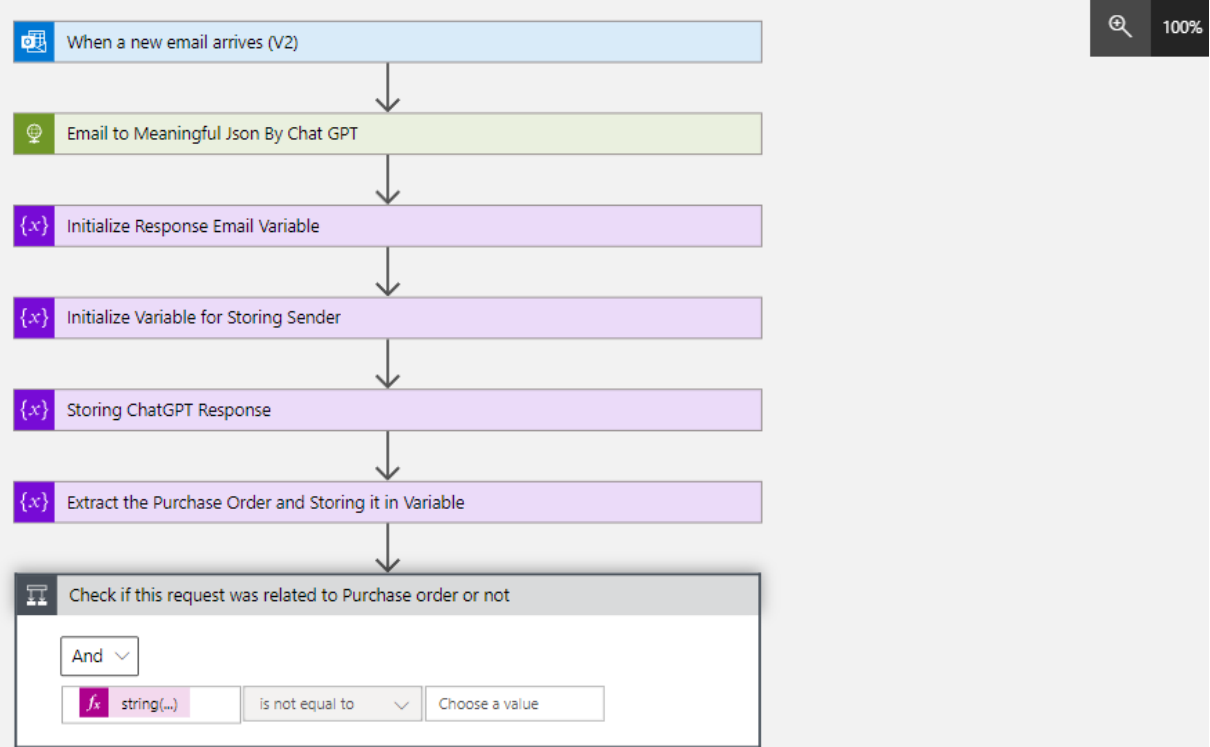 100%
When a new email arrives (V2)
Email to Meaningful Json By Chat GPT
{x} Initialize Response Email Variable
{x} Initialize Variable for Storing Sender
{x} Storing ChatGPT Response
{x} Extract the Purchase Order and Storing it in Variable
Check if this request was related to Purchase order or not
And
fx string(...) is not equal to Choose a value